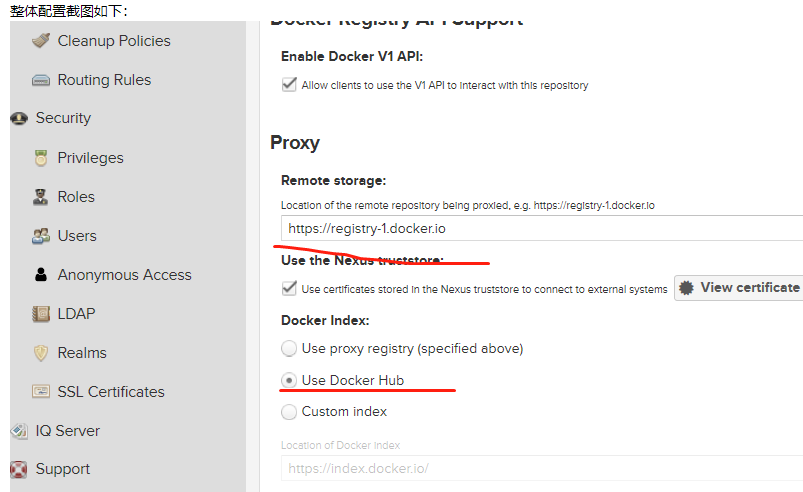 整体配置截图如下：
Cleanup Policies
Routing Rules
Security
Privileges
Roles
Users
Anonymous Access
LDAP
Realms
SSL Certificates
IQ Server
Support
Docker Registry API Support
Enable Docker V1 API:
Allow clients to use the V1 API to interact with this repository
Proxy
Remote storage:
Location of the remote repository being proxied, e.g. https://registry-1.docker.io
https://registry-1.docker.io
Use the Nexus truststore:
Use certificates stored in the Nexus truststore to connect to external systems
View certificate
Docker Index:
Use proxy registry (specified above)
Use Docker Hub
Custom index
Location of Docker index
https://index.docker.io/